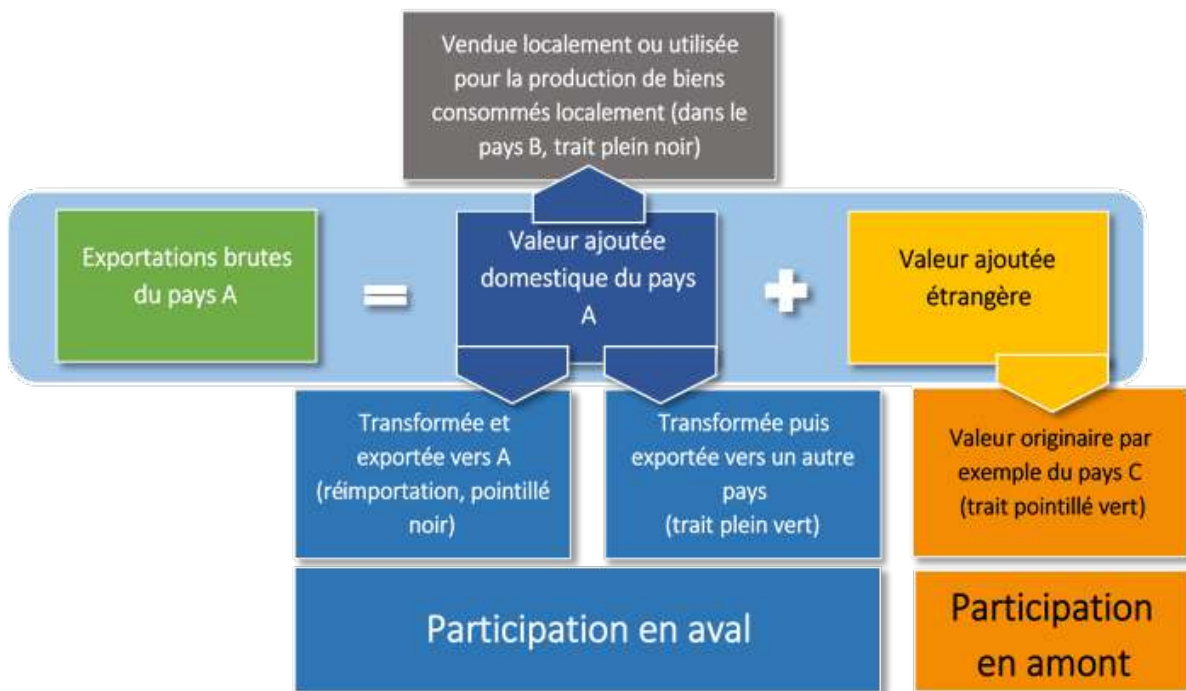 Vendue localement ou utilisée
pour la production de biens
consommés localement (dans le
pays B, trait plein noir)
Exportations brutes
du pays A
=
Valeur ajoutée
domestique du pays
A
+
Valeur ajoutée
étrangère
Transformée et
exportée vers A
(réimportation, pointillé
noir)
Transformée puis
exportée vers un autre
pays
(trait plein vert)
Valeur originaire par
exemple du pays C
(trait pointillé vert)
Participation en aval
Participation
en amont